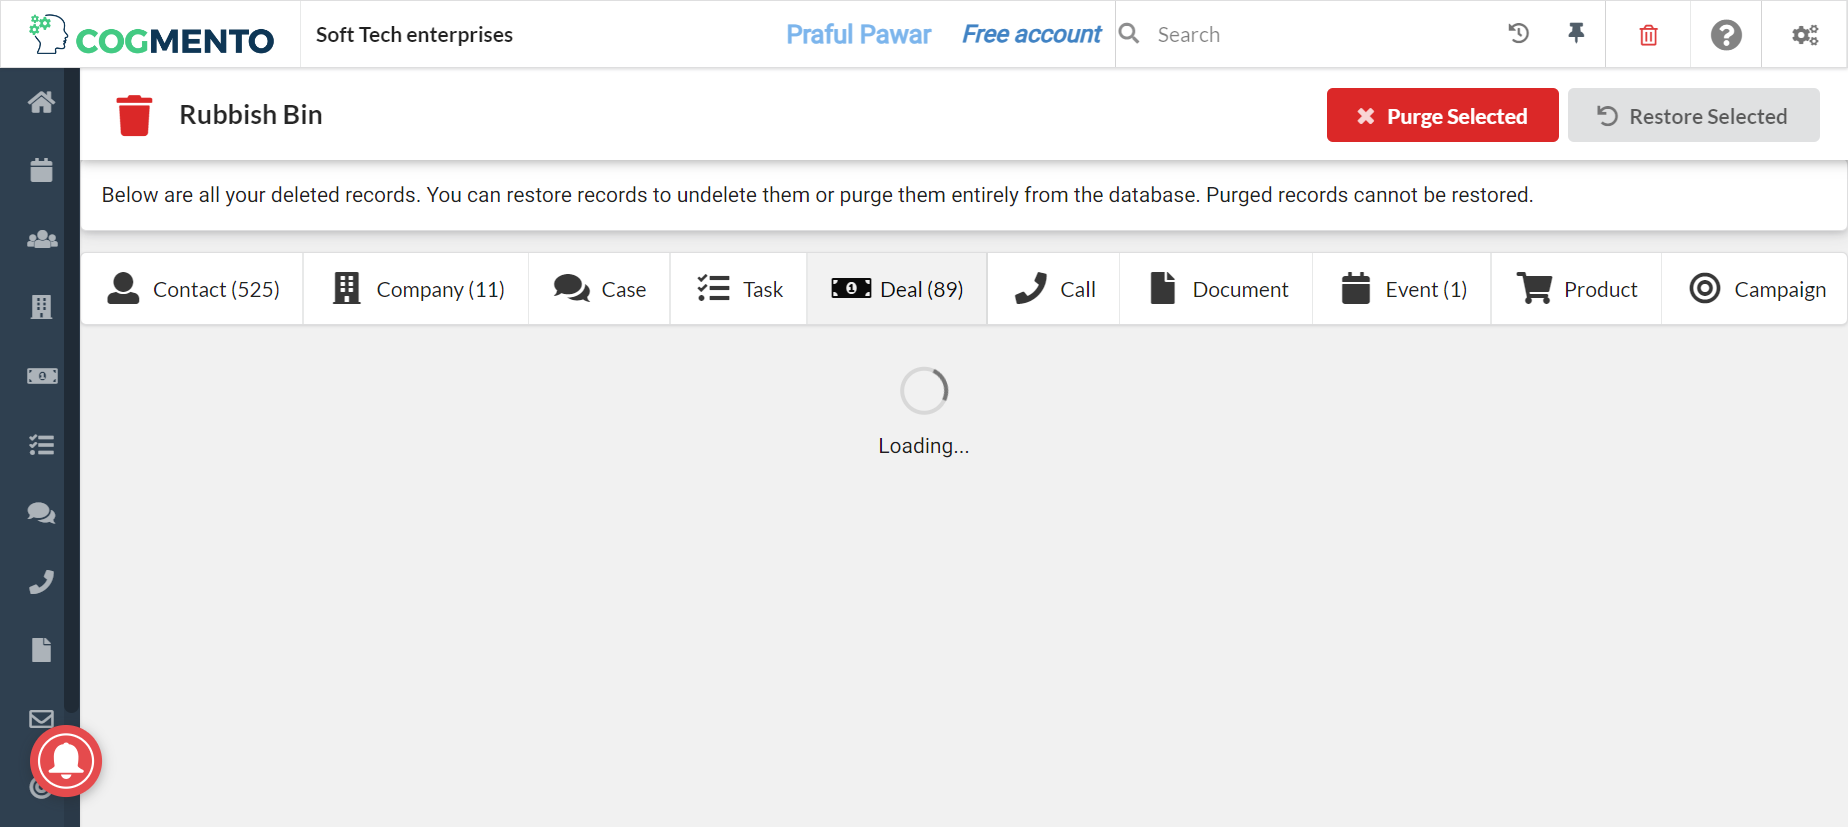 COGMENTO
Soft Tech enterprises
Praful Pawar
Free account
Search
Rubbish Bin
Purge Selected
Restore Selected
Below are all your deleted records. You can restore records to undelete them or purge them entirely from the database. Purged records cannot be restored.
Contact (525)
Company (11)
Case
Task
Deal (89)
Call
Document
Event (1)
Product
Campaign
Loading...